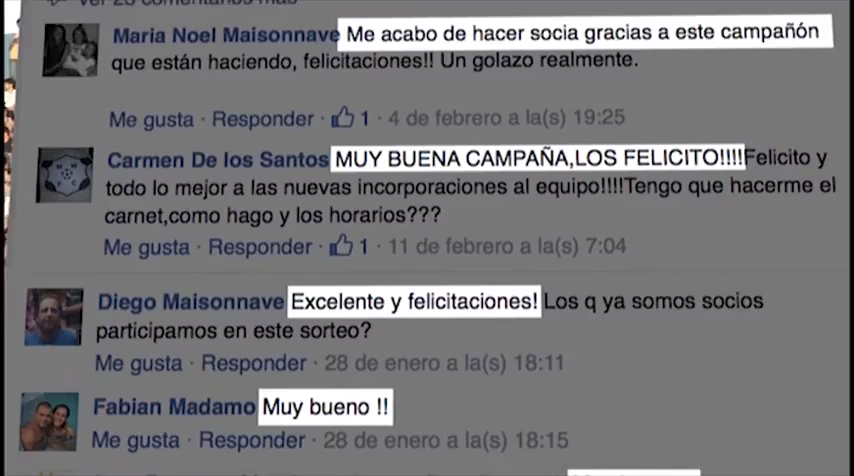 Ver 23 comentarios más
Maria Noel Maisonnave Me acabo de hacer socia gracias a este campañón
que están haciendo, felicitaciones!! Un golazo realmente.
Me gusta · Responder · 1 · 4 de febrero a la(s) 19:25
Carmen De los Santos MUY BUENA CAMPAÑA,LOS FELICITO!!!!Felicito y
todo lo mejor a las nuevas incorporaciones al equipo!!!!Tengo que hacerme el
carnet,como hago y los horarios???
Me gusta · Responder · 1 · 11 de febrero a la(s) 7:04
Diego Maisonnave Excelente y felicitaciones! Los q ya somos socios
participamos en este sorteo?
Me gusta · Responder · 28 de enero a la(s) 18:11
Fabian Madamo Muy bueno !!
Me gusta · Responder · 28 de enero a la(s) 18:15